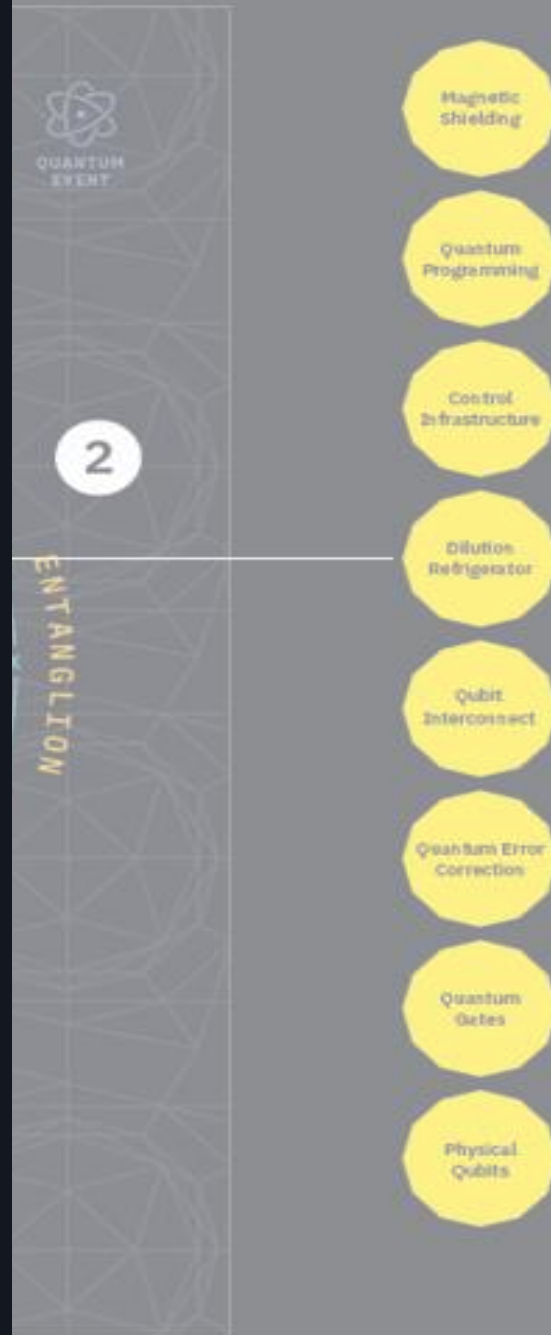 QUANTUM
EVENT
2
ENTANGLION
Magnetic
Shielding
Quantum
Programming
Control
Infrastructure
Dilution
Refrigerator
Qubit
Interconnect
Quantum Error
Correction
Quantum
Gates
Physical
Qubits